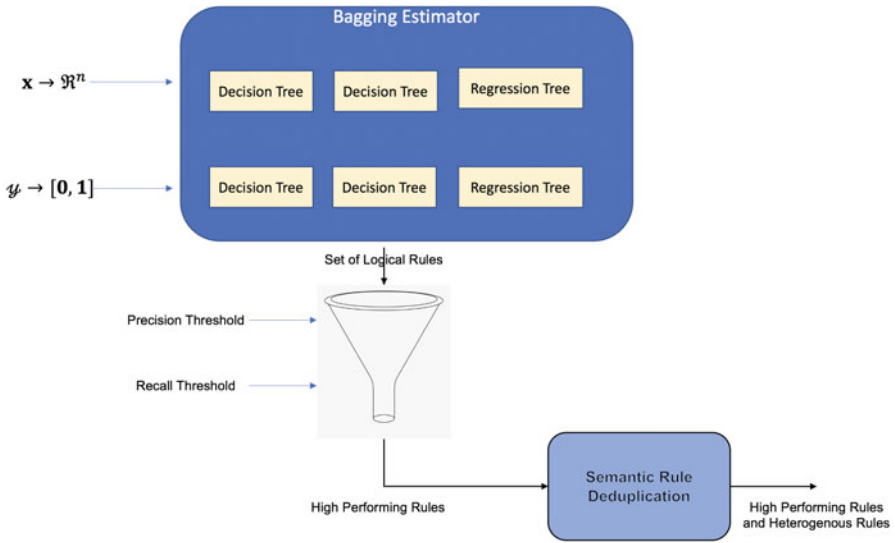 Bagging Estimator
𝐱 → ℜⁿ
Decision Tree
Decision Tree
Regression Tree
𝓎 → [𝟎, 𝟏]
Decision Tree
Decision Tree
Regression Tree
Set of Logical Rules
Precision Threshold
Recall Threshold
Semantic Rule
Deduplication
High Performing Rules
High Performing Rules
and Heterogenous Rules